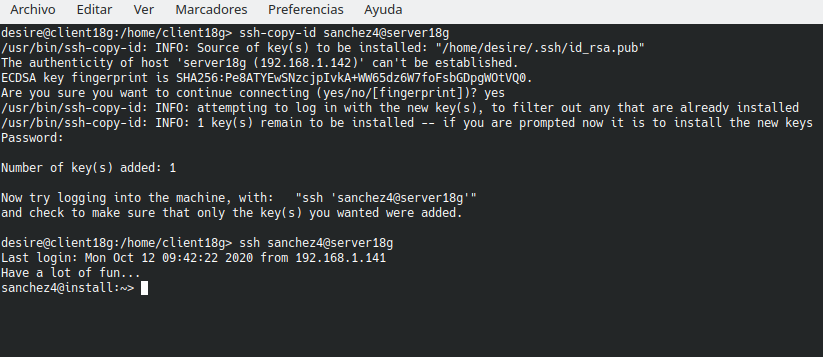 Archivo Editar Ver Marcadores Preferencias Ayuda
desire@client18g:/home/client18g> ssh-copy-id sanchez4@server18g
/usr/bin/ssh-copy-id: INFO: Source of key(s) to be installed: "/home/desire/.ssh/id_rsa.pub"
The authenticity of host 'server18g (192.168.1.142)' can't be established.
ECDSA key fingerprint is SHA256:Pe8ATYEwSNzcjpIvkA+WW65dz6W7foFsbGDpgWOtVQ0.
Are you sure you want to continue connecting (yes/no/[fingerprint])? yes
/usr/bin/ssh-copy-id: INFO: attempting to log in with the new key(s), to filter out any that are already installed
/usr/bin/ssh-copy-id: INFO: 1 key(s) remain to be installed -- if you are prompted now it is to install the new keys
Password:
Number of key(s) added: 1
Now try logging into the machine, with:   "ssh 'sanchez4@server18g'"
and check to make sure that only the key(s) you wanted were added.
desire@client18g:/home/client18g> ssh sanchez4@server18g
Last login: Mon Oct 12 09:42:22 2020 from 192.168.1.141
Have a lot of fun...
sanchez4@install:~>